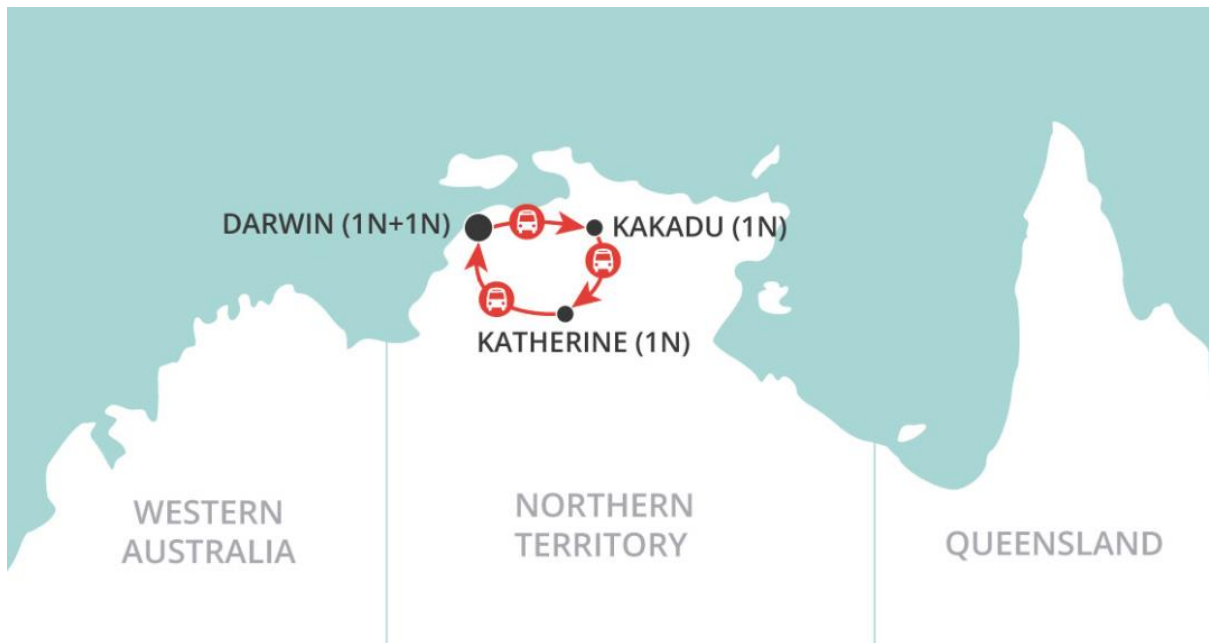 DARWIN (1N+1N)
KAKADU (1N)
KATHERINE (1N)
WESTERN
AUSTRALIA
NORTHERN
TERRITORY
QUEENSLAND